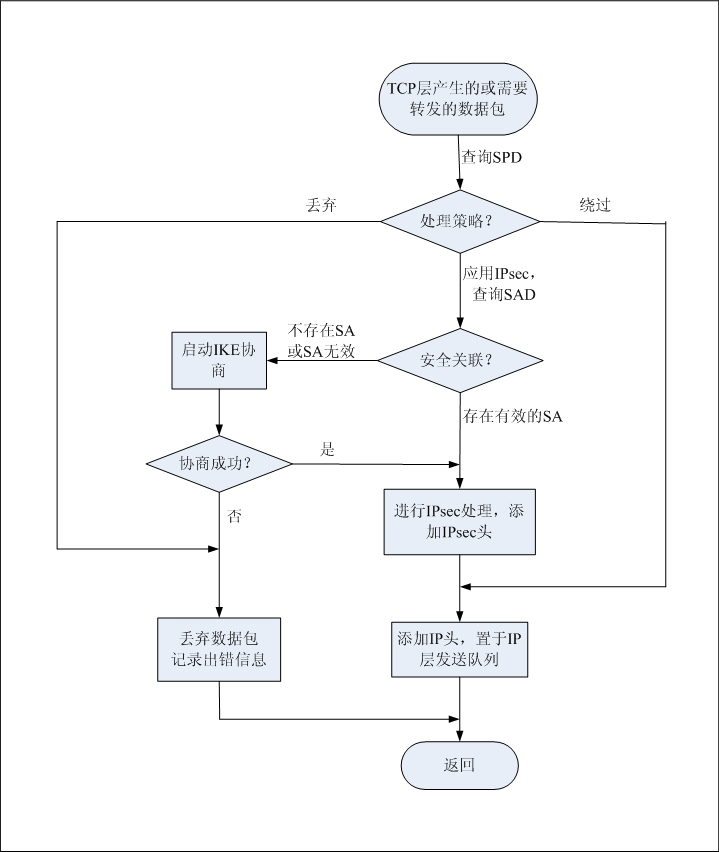 TCP层产生的或需要
转发的数据包
查询SPD
丢弃
处理策略？
绕过
应用IPsec，
查询SAD
不存在SA
或SA无效
启动IKE协
商
安全关联？
存在有效的SA
协商成功？
是
否
进行IPsec处理，添
加IPsec头
丢弃数据包
记录出错信息
添加IP头，置于IP
层发送队列
返回